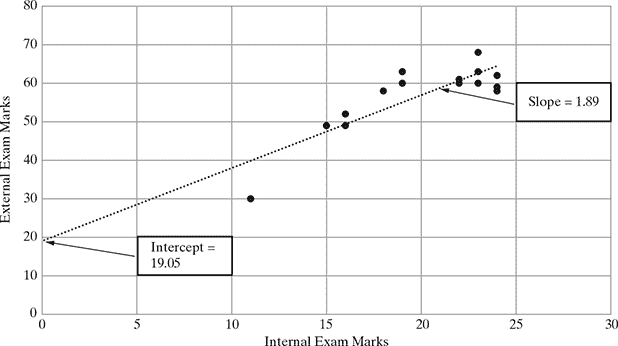 80
70
60
50
40
30
20
10
0
External Exam Marks
Slope = 1.89
Intercept =
19.05
0 5 10 15 20 25 30
Internal Exam Marks